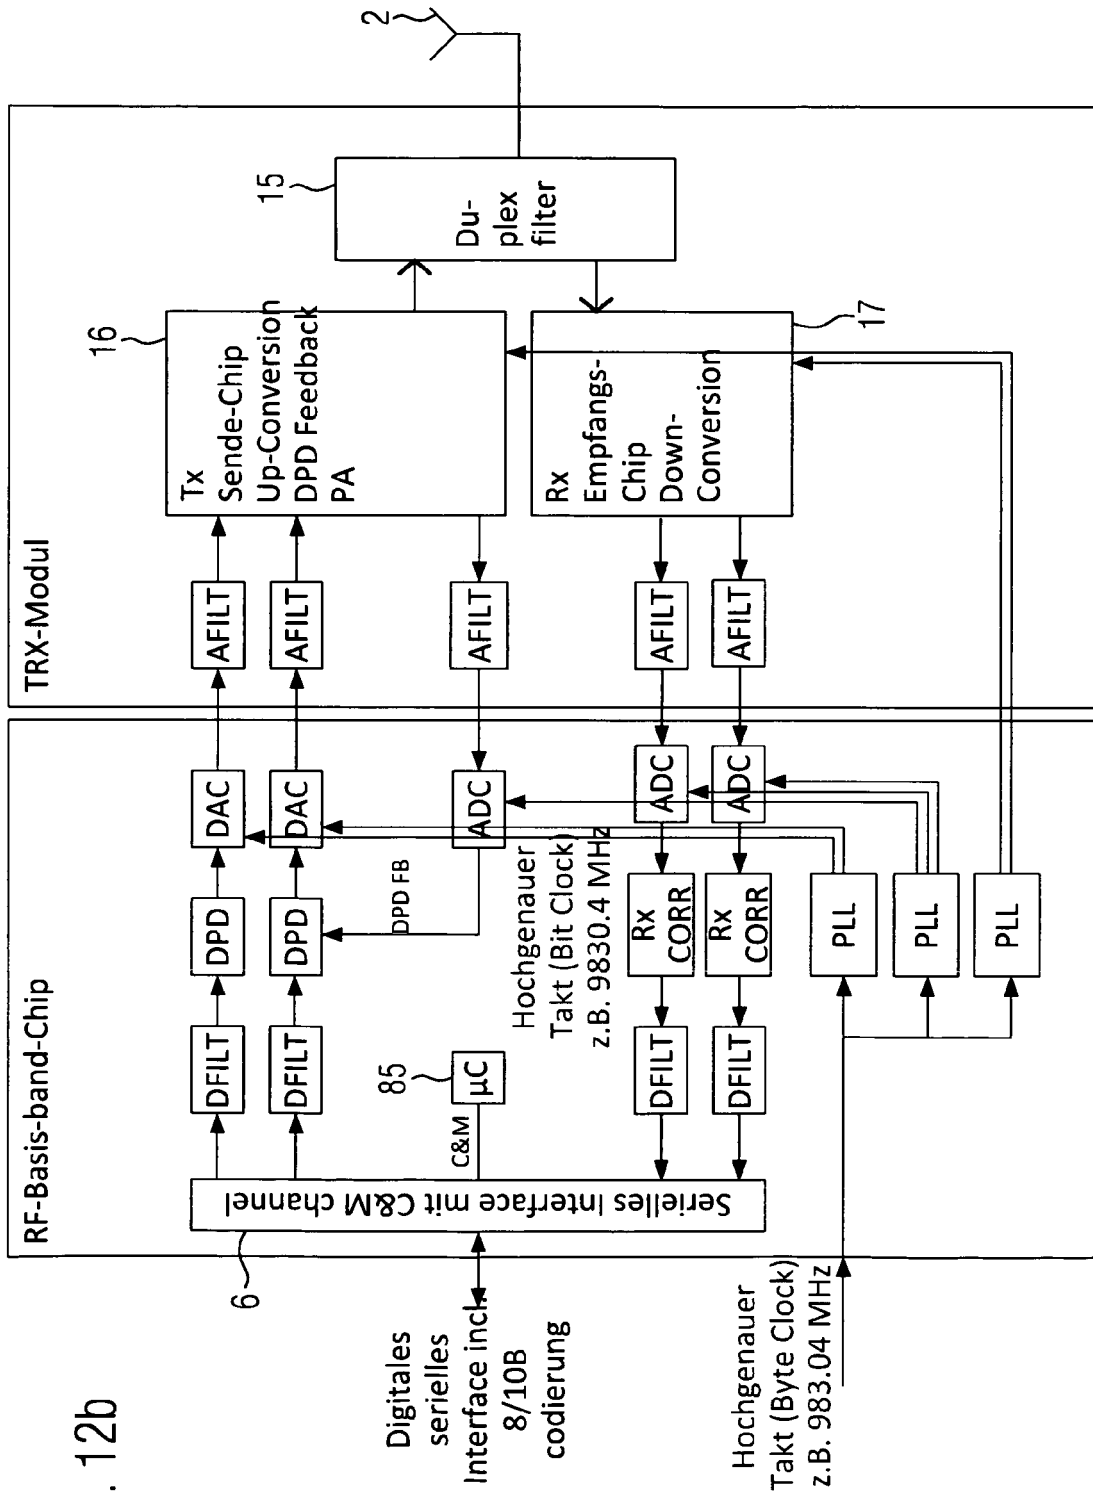 . 12b
RF-Basis-band-Chip
TRX-Modul
Digitales
serielles
Interface incl.
8/10B
codierung
6
Serielles Interface mit C&M channel
DFILT
DPD
DAC
AFILT
DFILT
DPD
DAC
AFILT
C&M
µC
85
DPD FB
ADC
AFILT
Tx
Sende-Chip
Up-Conversion
DPD Feedback
PA
16
Du-
plex
filter
15
2
Hochgenauer
Takt (Bit Clock)
z.B. 9830.4 MHz
DFILT
Rx
CORR
ADC
AFILT
DFILT
Rx
CORR
ADC
AFILT
Rx
Empfangs-
Chip
Down-
Conversion
17
Hochgenauer
Takt (Byte Clock)
z.B. 983.04 MHz
PLL
PLL
PLL